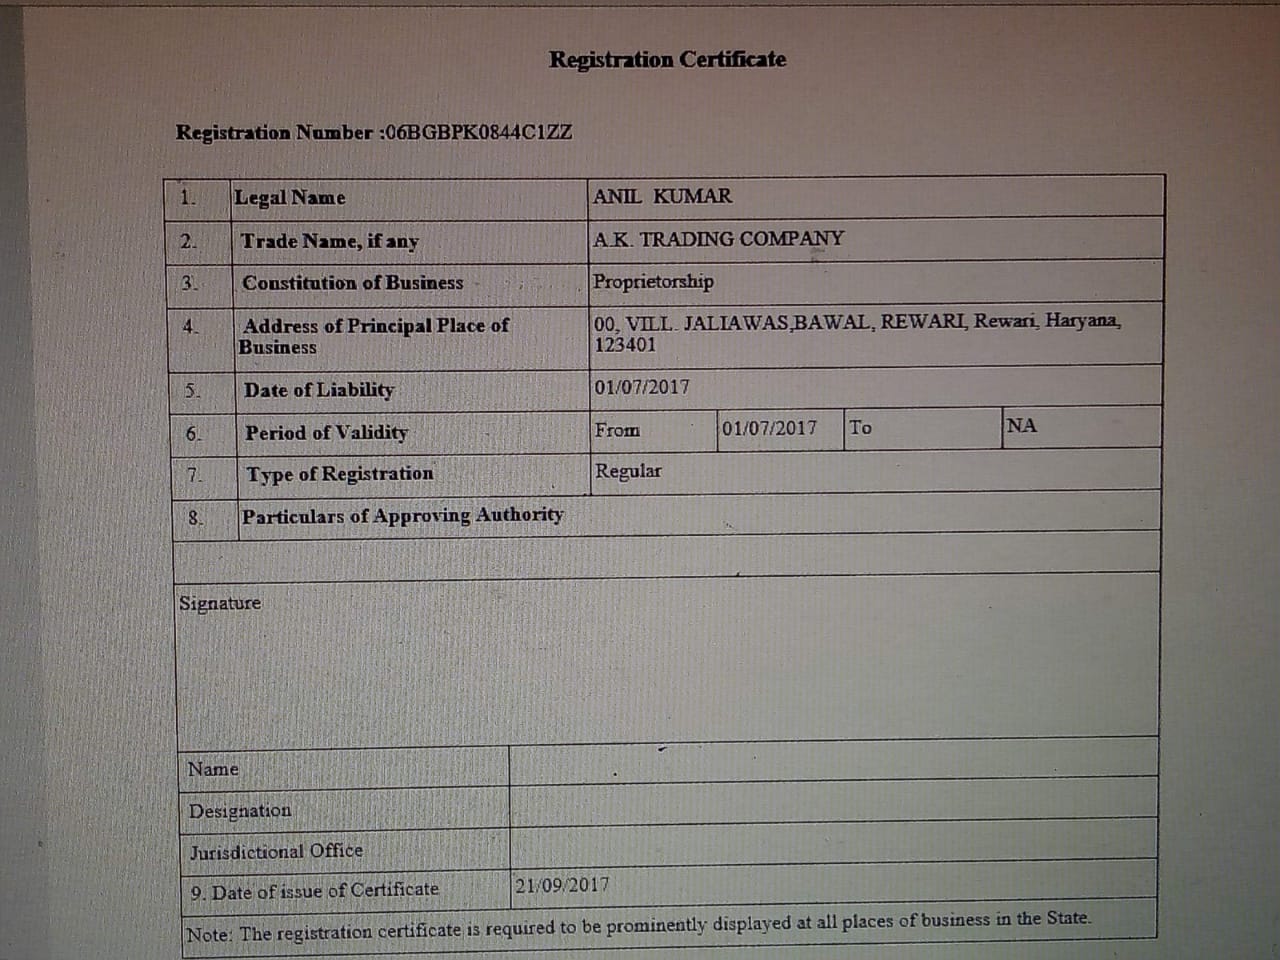 Registration Certificate
Registration Number :06BGBPK0844C1ZZ
1. Legal Name ANIL KUMAR
2. Trade Name, if any A.K. TRADING COMPANY
3. Constitution of Business Proprietorship
4. Address of Principal Place of 00, VILL. JALIAWAS,BAWAL, REWARI, Rewari, Haryana,
Business 123401
5. Date of Liability 01/07/2017
6. Period of Validity From 01/07/2017 To NA
7. Type of Registration Regular
8. Particulars of Approving Authority
Signature
Name
Designation
Jurisdictional Office
9. Date of issue of Certificate 21/09/2017
Note: The registration certificate is required to be prominently displayed at all places of business in the State.